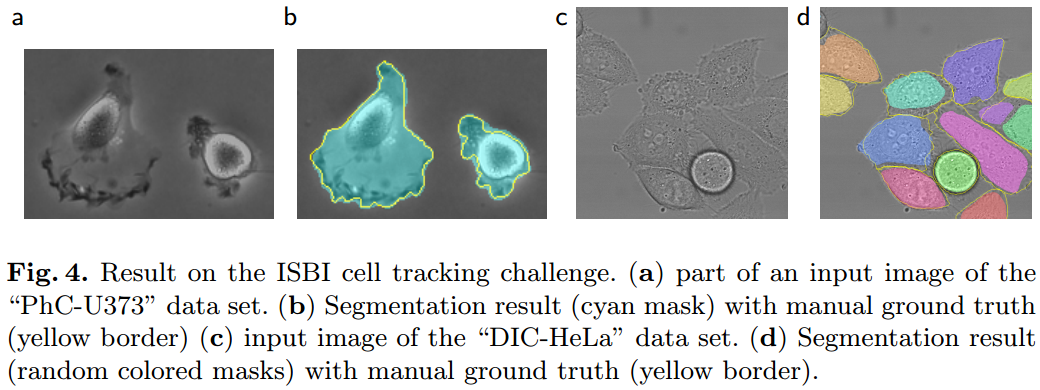 a b c d
Fig. 4. Result on the ISBI cell tracking challenge. (a) part of an input image of the
“PhC-U373” data set. (b) Segmentation result (cyan mask) with manual ground truth
(yellow border) (c) input image of the “DIC-HeLa” data set. (d) Segmentation result
(random colored masks) with manual ground truth (yellow border).